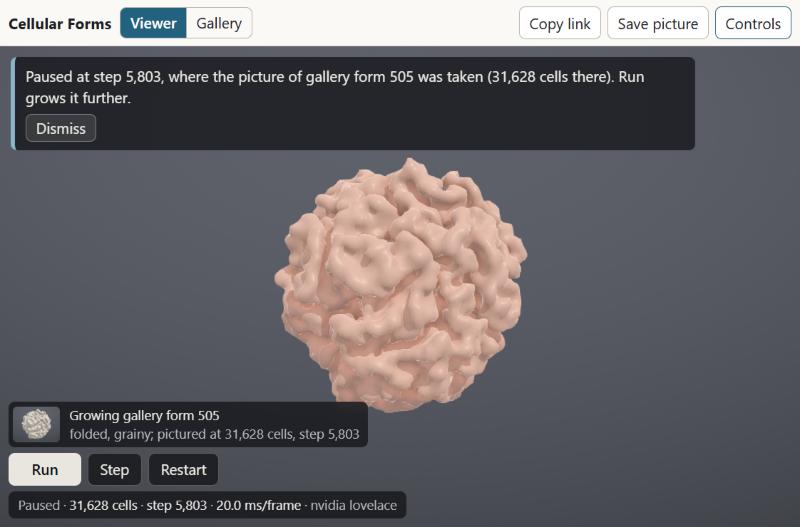 Cellular Forms Viewer Gallery Copy link Save picture Controls
Paused at step 5,803, where the picture of gallery form 505 was taken (31,628 cells there). Run
grows it further.
Dismiss
Growing gallery form 505
folded, grainy; pictured at 31,628 cells, step 5,803
Run Step Restart
Paused · 31,628 cells · step 5,803 · 20.0 ms/frame · nvidia lovelace